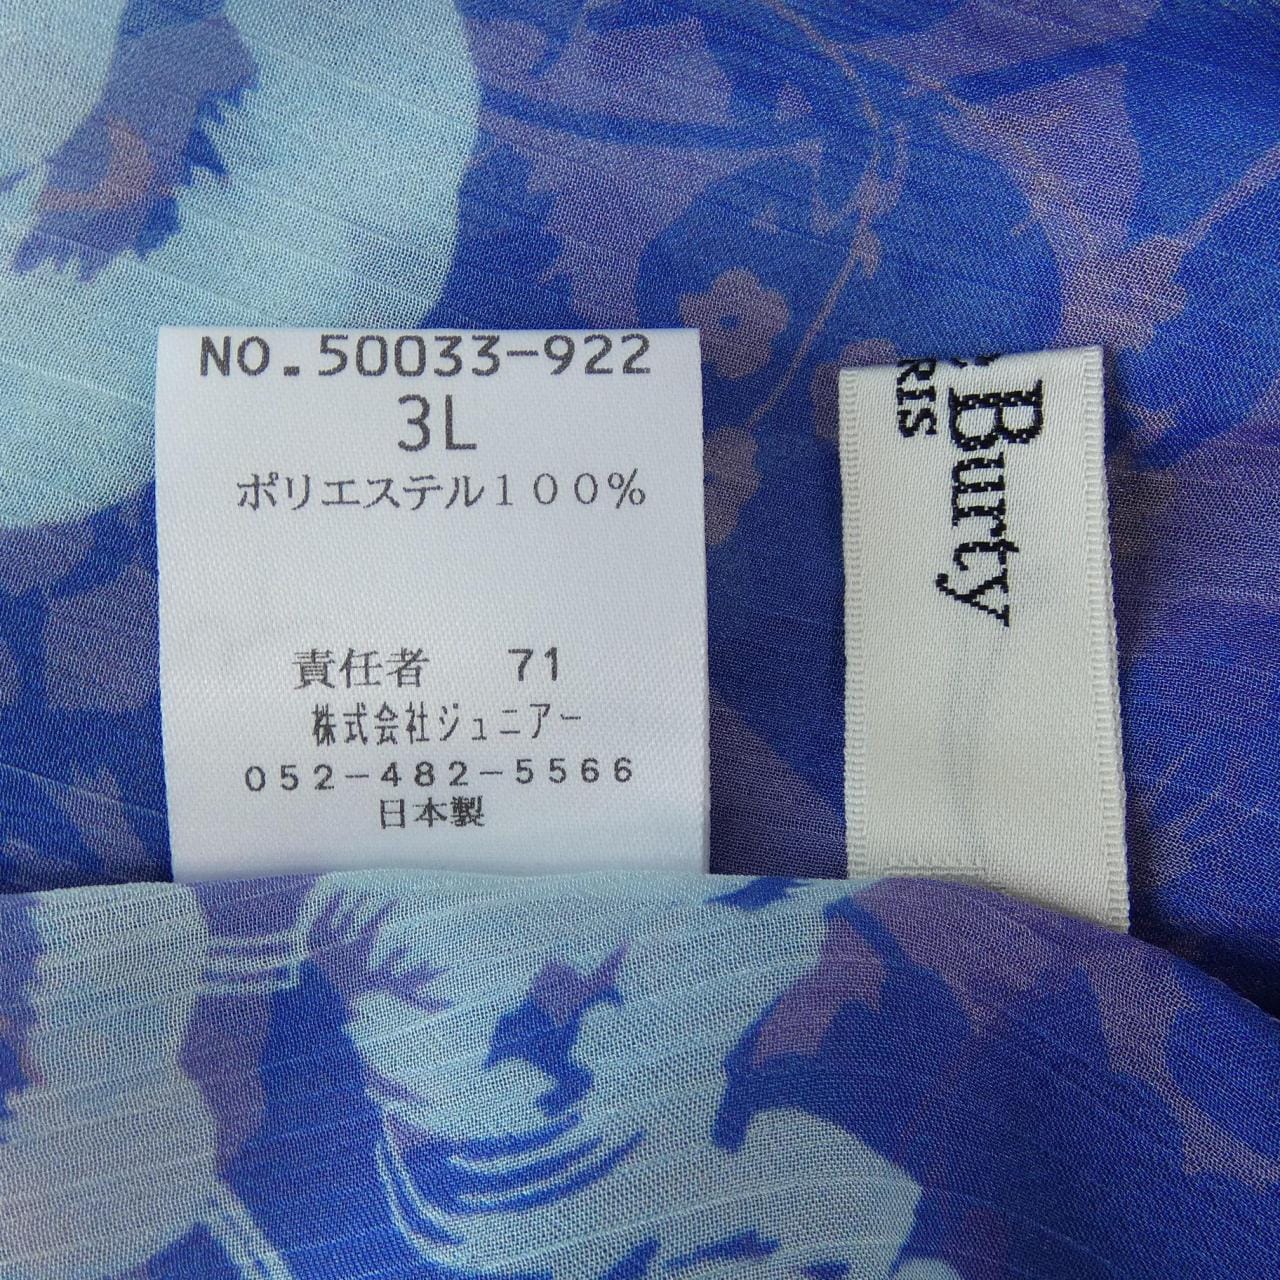 NO.50033-922
3L
ポリエステル１００％
責任者 71
株式会社ジュニアー
052-482-5566
日本製
Burty
RIS